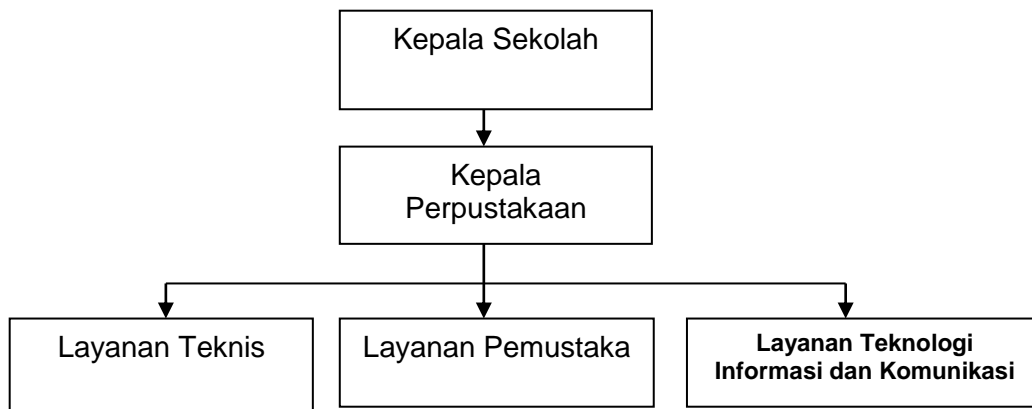 Kepala Sekolah
Kepala
Perpustakaan
Layanan Teknis
Layanan Pemustaka
Layanan Teknologi
Informasi dan Komunikasi